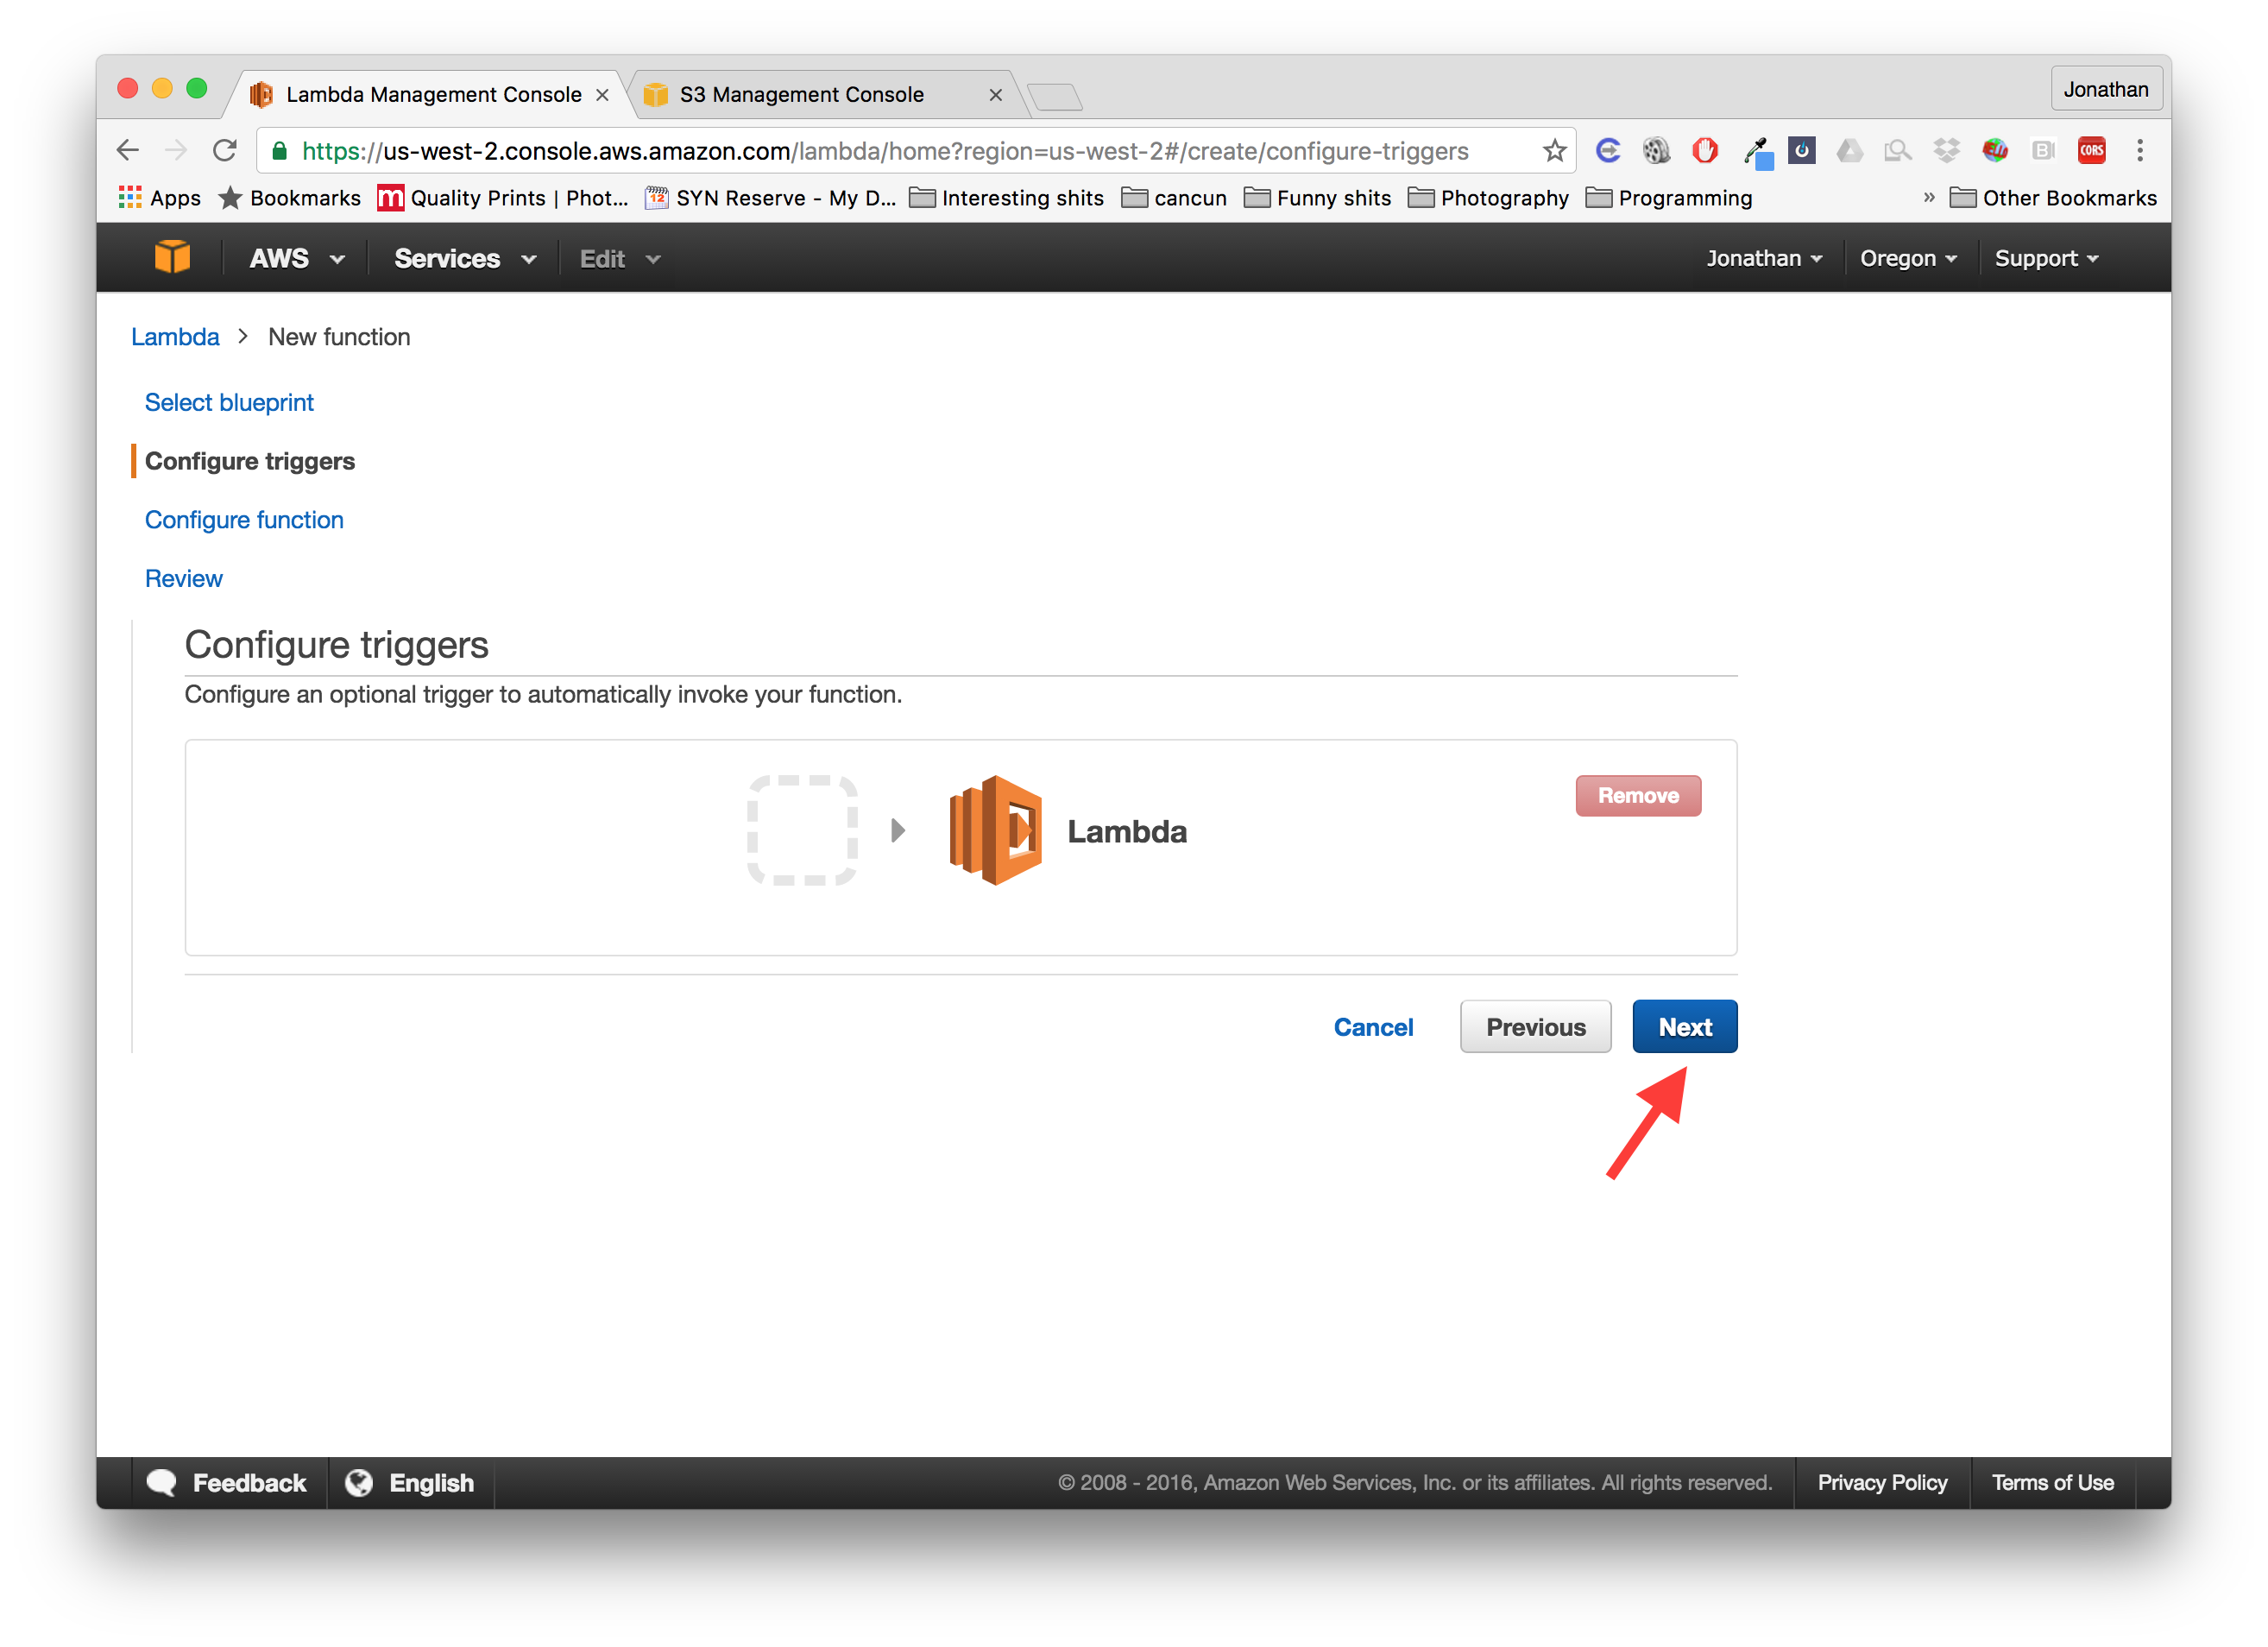 Lambda Management Console
S3 Management Console
Jonathan
https://us-west-2.console.aws.amazon.com/lambda/home?region=us-west-2#/create/configure-triggers
CORS
Apps
Bookmarks
m Quality Prints | Phot...
12 SYN Reserve - My D...
Interesting shits
cancun
Funny shits
Photography
Programming
» Other Bookmarks
AWS
Services
Edit
Jonathan
Oregon
Support
Lambda > New function
Select blueprint
Configure triggers
Configure function
Review
Configure triggers
Configure an optional trigger to automatically invoke your function.
Lambda
Remove
Cancel
Previous
Next
Feedback
English
© 2008 - 2016, Amazon Web Services, Inc. or its affiliates. All rights reserved.
Privacy Policy
Terms of Use